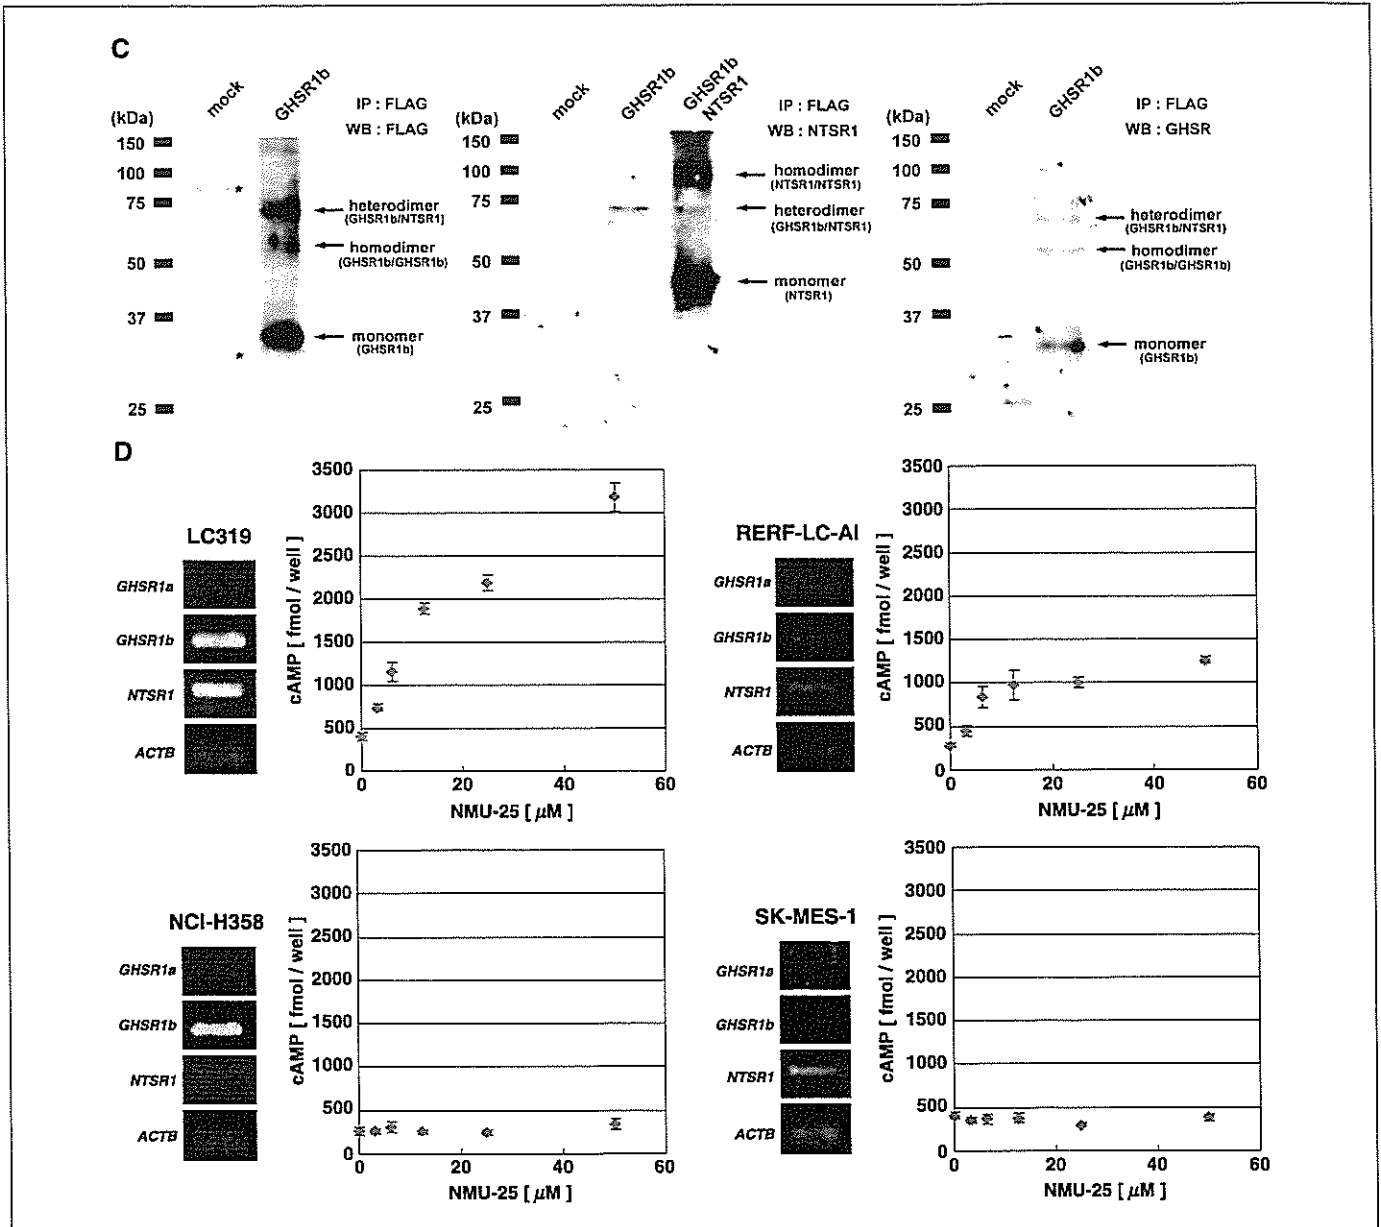 C
mock
GHSR1b
IP : FLAG
WB : FLAG
(kDa)
150
100
75
50
37
25
heterodimer
(GHSR1b/NTSR1)
homodimer
(GHSR1b/GHSR1b)
monomer
(GHSR1b)
mock
GHSR1b
GHSR1b
NTSR1
IP : FLAG
WB : NTSR1
(kDa)
150
100
75
50
37
25
homodimer
(NTSR1/NTSR1)
heterodimer
(GHSR1b/NTSR1)
monomer
(NTSR1)
mock
GHSR1b
IP : FLAG
WB : GHSR
(kDa)
150
100
75
50
37
25
heterodimer
(GHSR1b/NTSR1)
homodimer
(GHSR1b/GHSR1b)
monomer
(GHSR1b)
D
LC319
GHSR1a
GHSR1b
NTSR1
ACTB
cAMP [ fmol / well ]
3500
3000
2500
2000
1500
1000
500
0
0 20 40 60
NMU-25 [ μM ]
RERF-LC-AI
GHSR1a
GHSR1b
NTSR1
ACTB
cAMP [ fmol / well ]
3500
3000
2500
2000
1500
1000
500
0
0 20 40 60
NMU-25 [ μM ]
NCI-H358
GHSR1a
GHSR1b
NTSR1
ACTB
cAMP [ fmol / well ]
3500
3000
2500
2000
1500
1000
500
0
0 20 40 60
NMU-25 [ μM ]
SK-MES-1
GHSR1a
GHSR1b
NTSR1
ACTB
cAMP [ fmol / well ]
3500
3000
2500
2000
1500
1000
500
0
0 20 40 60
NMU-25 [ μM ]